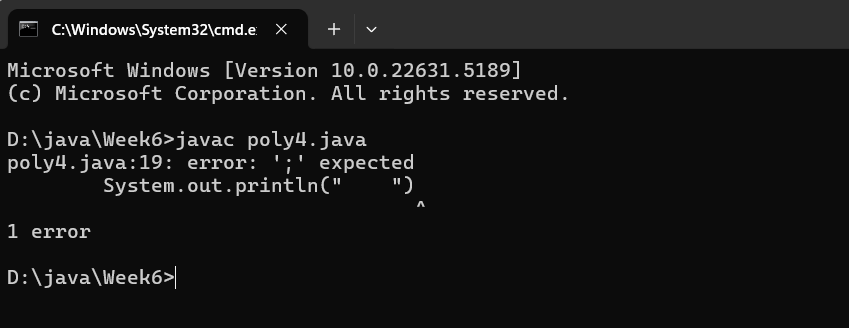 C:\Windows\System32\cmd.e
Microsoft Windows [Version 10.0.22631.5189]
(c) Microsoft Corporation. All rights reserved.
D:\java\Week6>javac poly4.java
poly4.java:19: error: ';' expected
        System.out.println("    ")
                                  ^
1 error
D:\java\Week6>